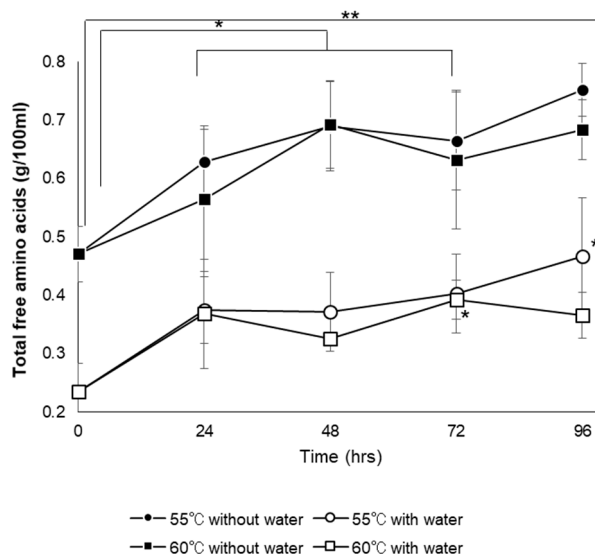 **
*
0.8
0.7
0.6
0.5
0.4
0.3
0.2
Total free amino acids (g/100ml)
*
*
0 24 48 72 96
Time (hrs)
55℃ without water 55℃ with water
60℃ without water 60℃ with water